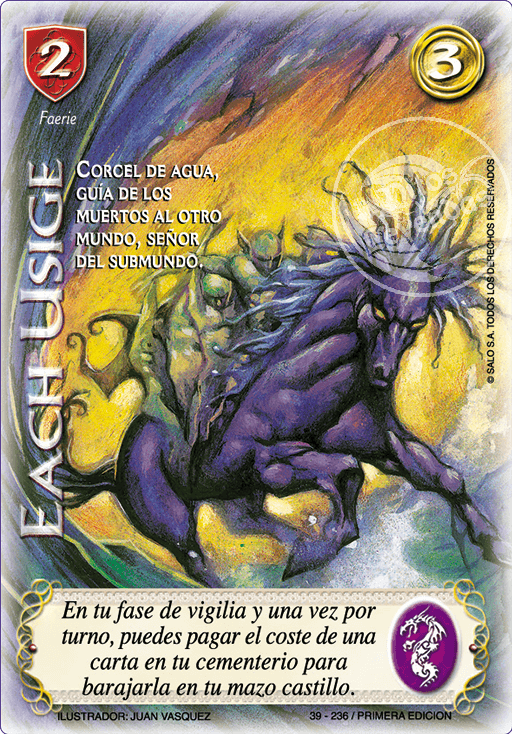 2
3
Faerie
EACH USIGE
CORCEL DE AGUA,
GUÍA DE LOS
MUERTOS AL OTRO
MUNDO, SEÑOR
DEL SUBMUNDO.
© SALO S.A. TODOS LOS DERECHOS RESERVADOS
En tu fase de vigilia y una vez por
turno, puedes pagar el coste de una
carta en tu cementerio para
barajarla en tu mazo castillo.
ILUSTRADOR: JUAN VASQUEZ
39 - 236 / PRIMERA EDICION